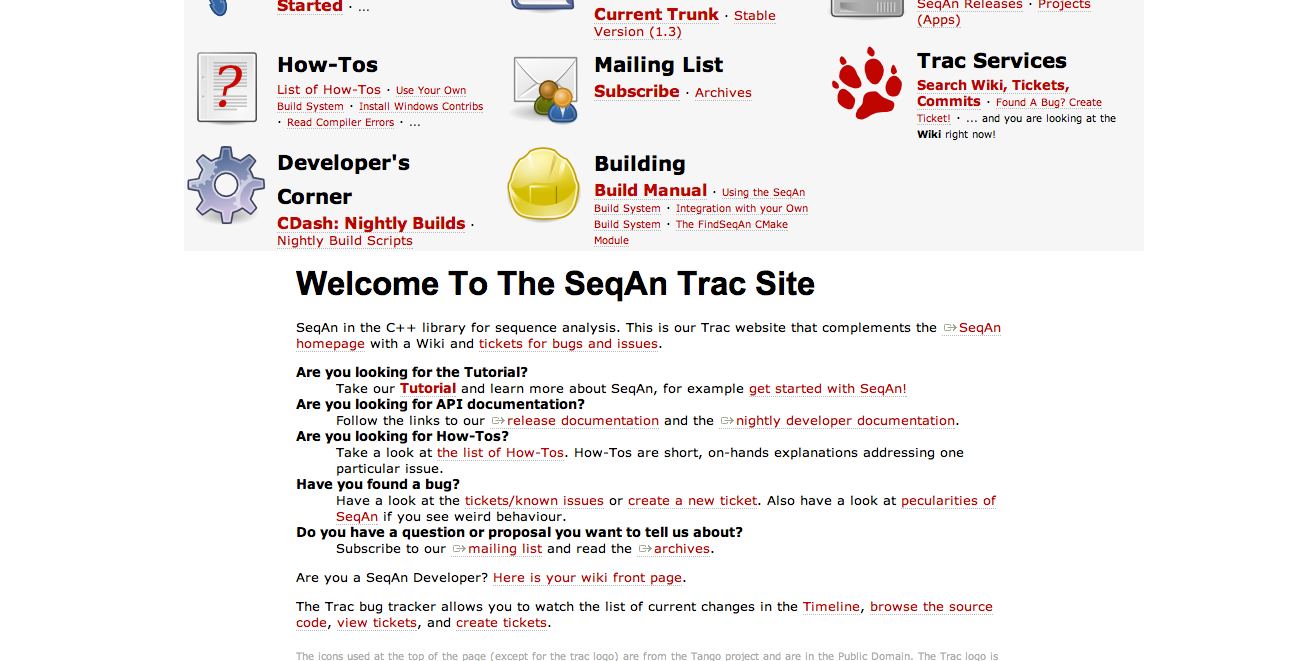 Started · ...
Current Trunk · Stable
Version (1.3)
SeqAn Releases · Projects
(Apps)
?
How-Tos
List of How-Tos · Use Your Own
Build System · Install Windows Contribs
· Read Compiler Errors · ...
Mailing List
Subscribe · Archives
Trac Services
Search Wiki, Tickets,
Commits · Found A Bug? Create
Ticket! · ... and you are looking at the
Wiki right now!
Developer's
Corner
CDash: Nightly Builds ·
Nightly Build Scripts
Building
Build Manual · Using the SeqAn
Build System · Integration with your Own
Build System · The FindSeqAn CMake
Module
Welcome To The SeqAn Trac Site
SeqAn in the C++ library for sequence analysis. This is our Trac website that complements the SeqAn
homepage with a Wiki and tickets for bugs and issues.
Are you looking for the Tutorial?
Take our Tutorial and learn more about SeqAn, for example get started with SeqAn!
Are you looking for API documentation?
Follow the links to our release documentation and the nightly developer documentation.
Are you looking for How-Tos?
Take a look at the list of How-Tos. How-Tos are short, on-hands explanations addressing one
particular issue.
Have you found a bug?
Have a look at the tickets/known issues or create a new ticket. Also have a look at pecularities of
SeqAn if you see weird behaviour.
Do you have a question or proposal you want to tell us about?
Subscribe to our mailing list and read the archives.
Are you a SeqAn Developer? Here is your wiki front page.
The Trac bug tracker allows you to watch the list of current changes in the Timeline, browse the source
code, view tickets, and create tickets.
The icons used at the top of the page (except for the trac logo) are from the Tango project and are in the Public Domain. The Trac logo is